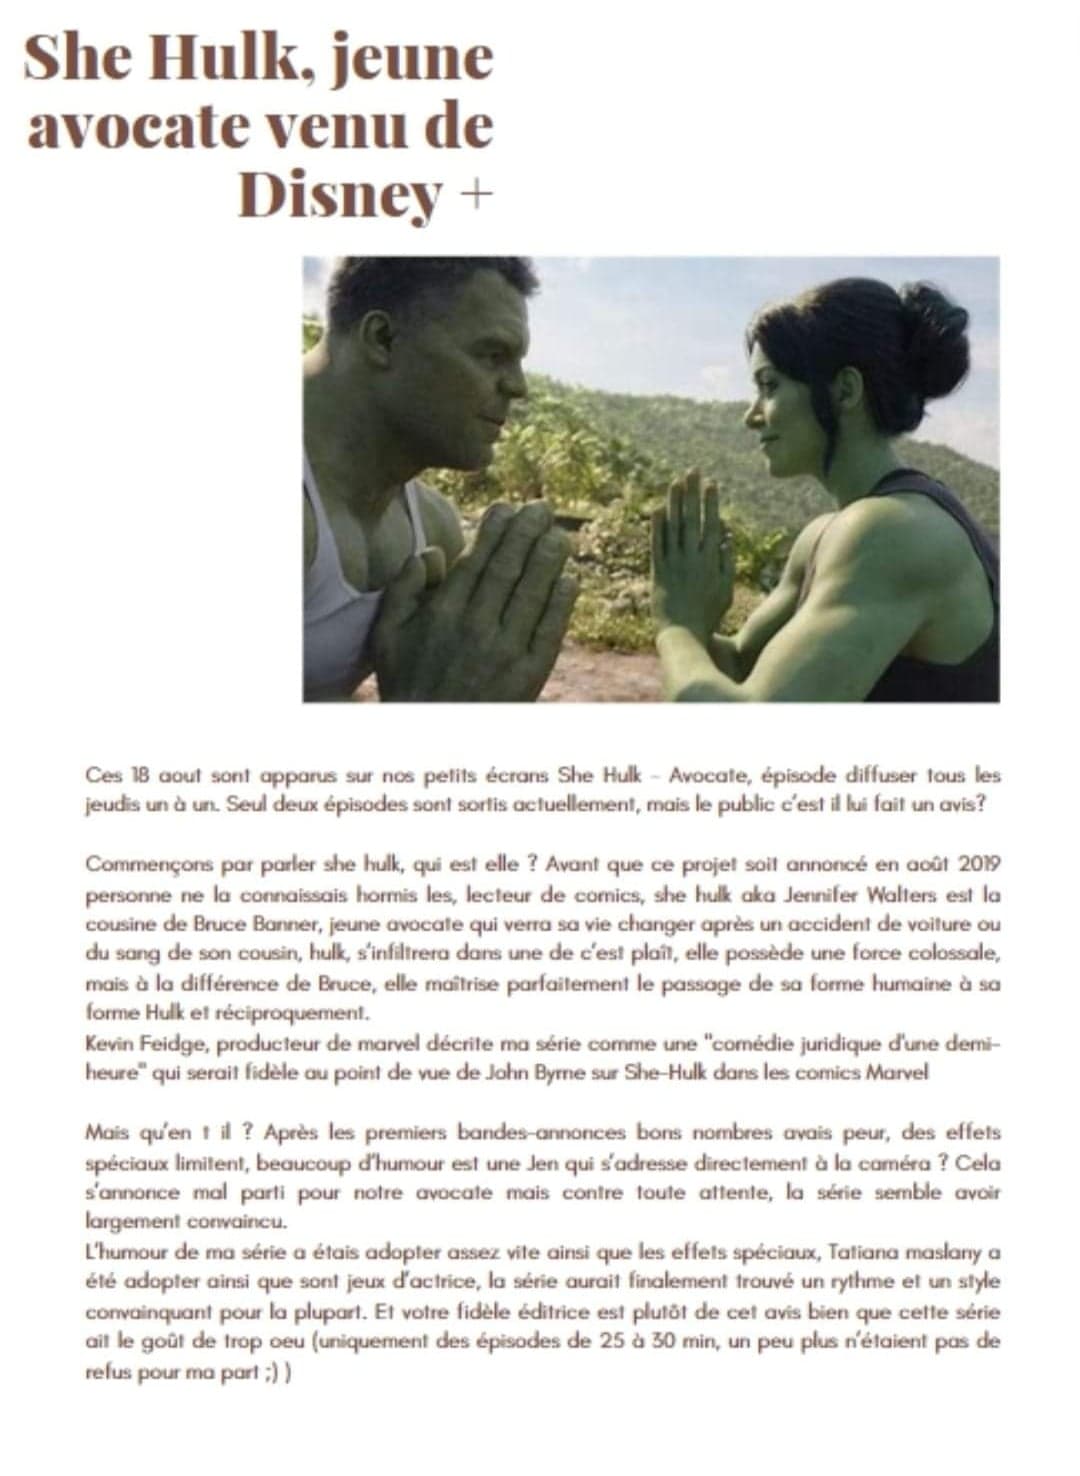 She Hulk, jeune
avocate venu de
Disney +
Ces 18 aout sont apparus sur nos petits écrans She Hulk - Avocate, épisode diffuser tous les
jeudis un à un. Seul deux épisodes sont sortis actuellement, mais le public c'est il lui fait un avis?
Commençons par parler she hulk, qui est elle ? Avant que ce projet soit annoncé en août 2019
personne ne la connaissais hormis les, lecteur de comics, she hulk aka Jennifer Walters est la
cousine de Bruce Banner, jeune avocate qui verra sa vie changer après un accident de voiture ou
du sang de son cousin, hulk, s'infiltrera dans une de c'est plaît, elle possède une force colossale,
mais à la différence de Bruce, elle maîtrise parfaitement le passage de sa forme humaine à sa
forme Hulk et réciproquement.
Kevin Feidge, producteur de marvel décrite ma série comme une "comédie juridique d'une demi-
heure" qui serait fidèle au point de vue de John Byrne sur She-Hulk dans les comics Marvel
Mais qu'en t il ? Après les premiers bandes-annonces bons nombres avais peur, des effets
spéciaux limitent, beaucoup d'humour est une Jen qui s'adresse directement à la caméra ? Cela
s'annonce mal parti pour notre avocate mais contre toute attente, la série semble avoir
largement convaincu.
L'humour de ma série a étais adopter assez vite ainsi que les effets spéciaux, Tatiana maslany a
été adopter ainsi que sont jeux d'actrice, la série aurait finalement trouvé un rythme et un style
convainquant pour la plupart. Et votre fidèle éditrice est plutôt de cet avis bien que cette série
ait le goût de trop oeu (uniquement des épisodes de 25 à 30 min, un peu plus n'étaient pas de
refus pour ma part ;) )